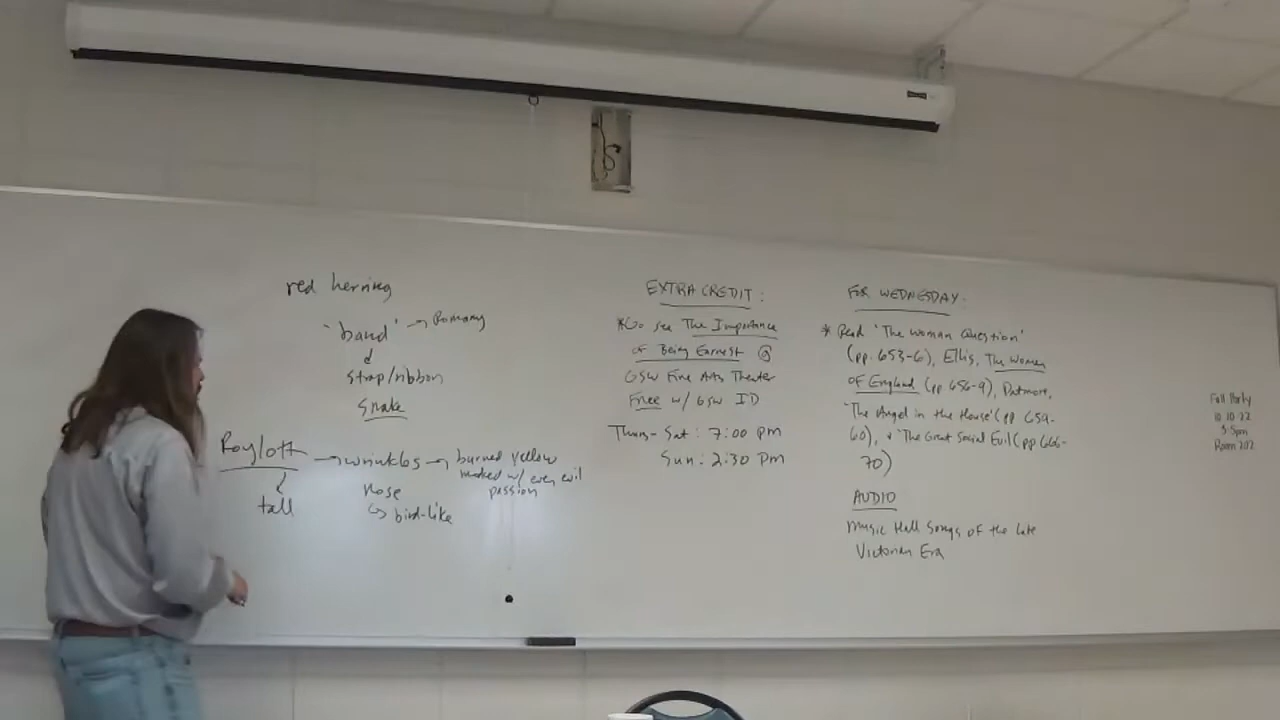 red herring
"band" → Romany
strap/ribbon
Snake
Roylott → wrinkles → burned yellow
marked w/ every evil
passion
tall
nose
↳ bird-like
EXTRA CREDIT:
*Go see The Importance
of Being Earnest @
GSW Fine Arts Theater
Free w/ GSW ID
Thurs-Sat: 7:00 pm
Sun: 2:30 pm
FOR WEDNESDAY:
* Read "The Woman Question"
(pp. 653-6), Ellis, The Women
of England (pp 656-9), Patmore,
"The Angel in the House" (pp 659-
60), + "The Great Social Evil" (pp 666-
70)
AUDIO
Music Hall Songs of the late
Victorian Era
Fall Party
10.10.22
3-5pm
Room 202